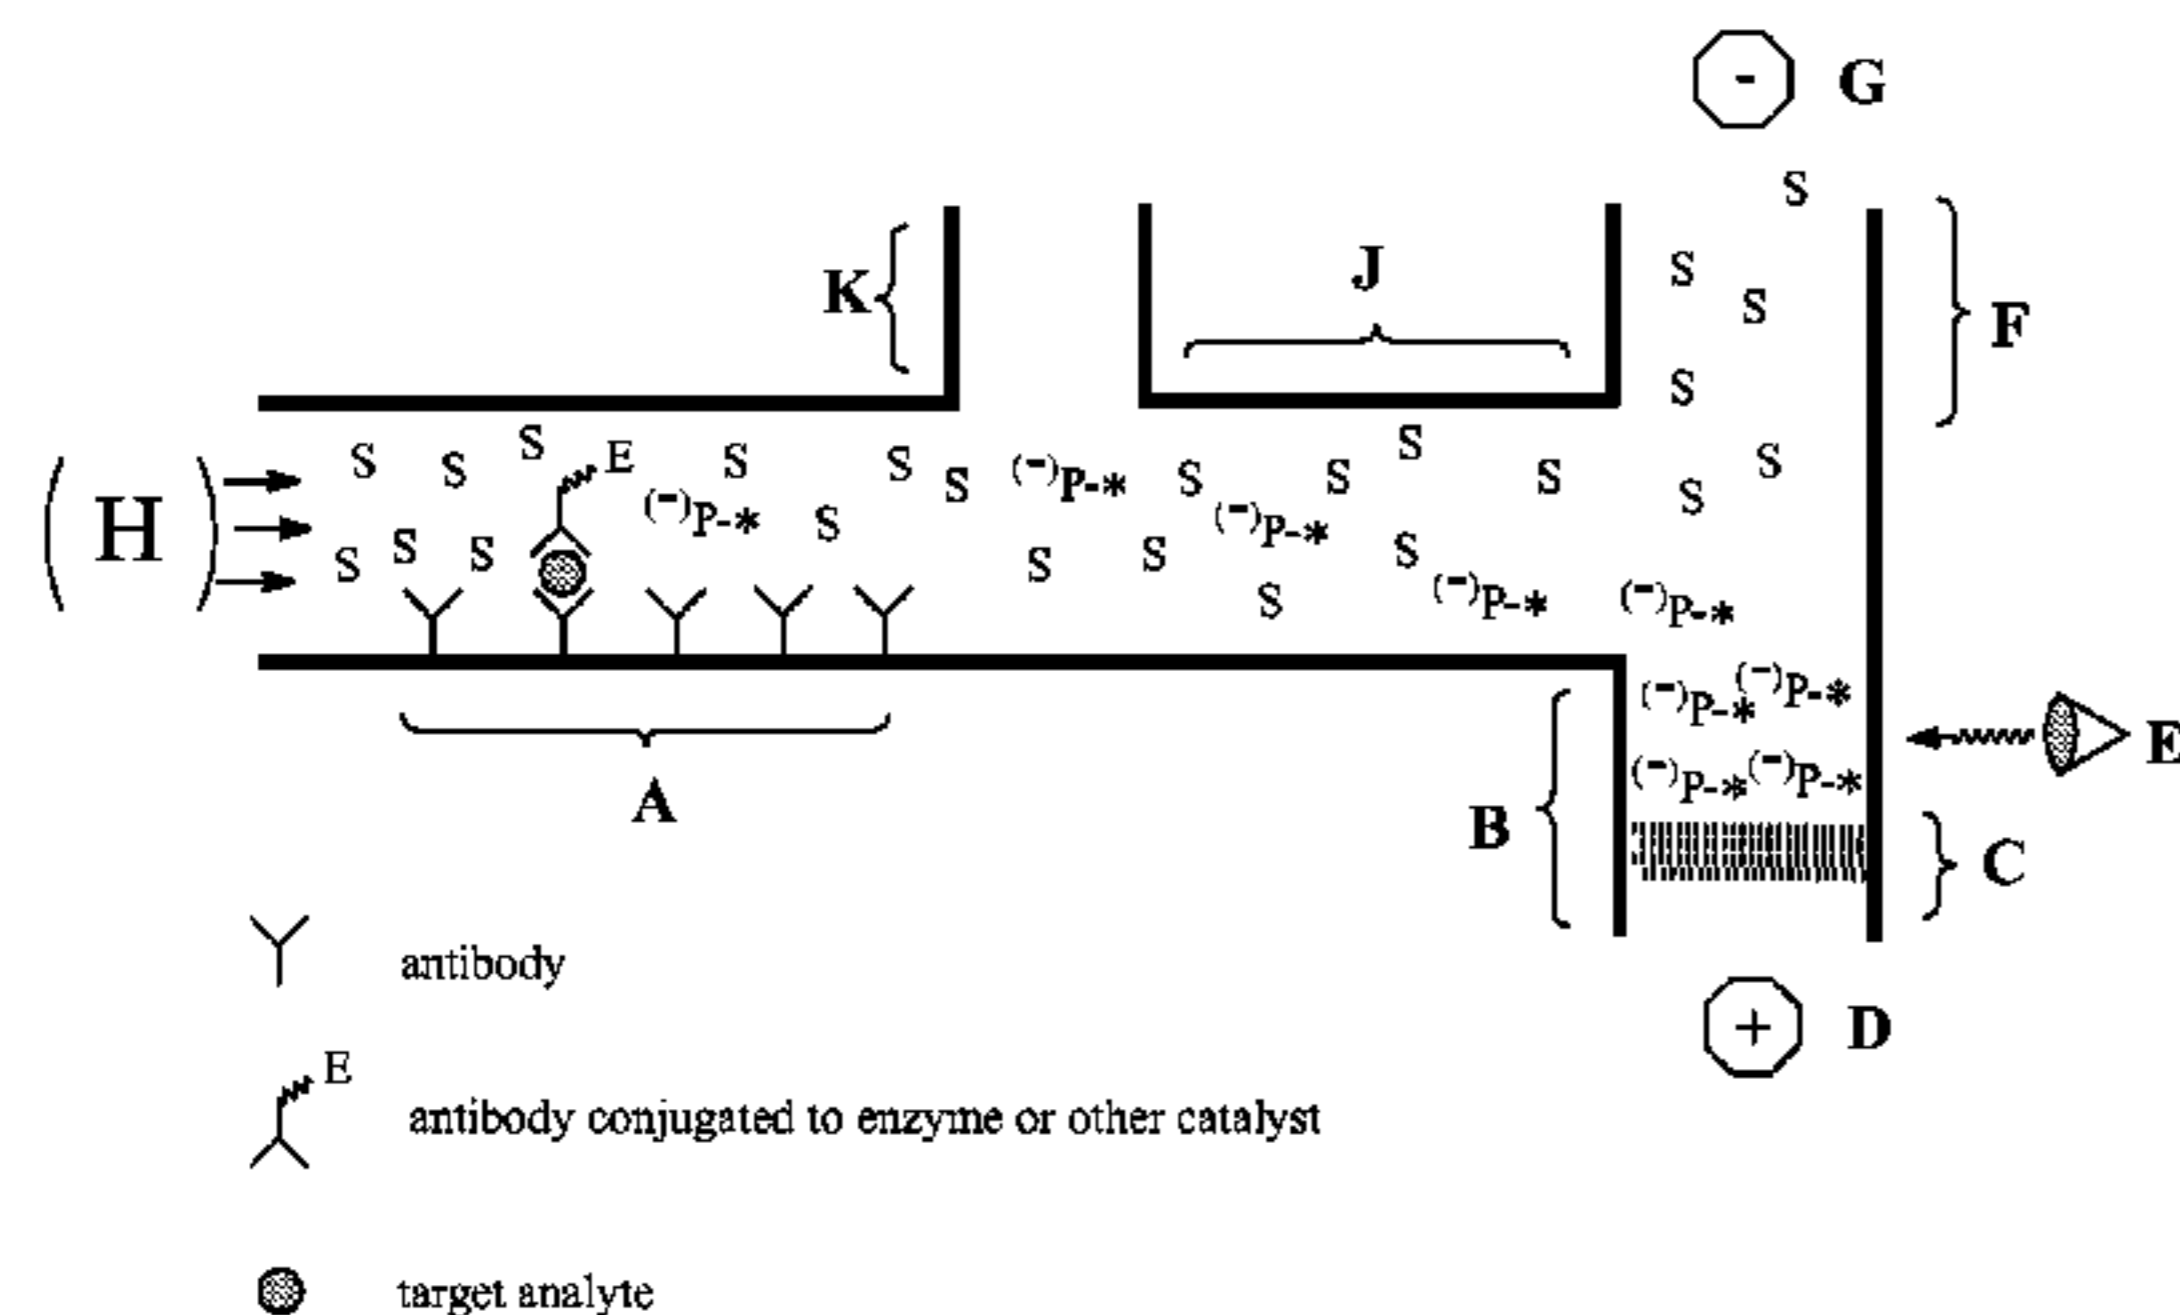 - G
S
K J S S F
S
S
S E S S S S (-)P-* S S S S S
(H) (-)P-* S (-)P-*
S S S S S S (-)P-* (-)P-*
S
(-)P-* (-)P-*
E
A B (-)P-* (-)P-*
C
antibody
+ D
E
antibody conjugated to enzyme or other catalyst
target analyte